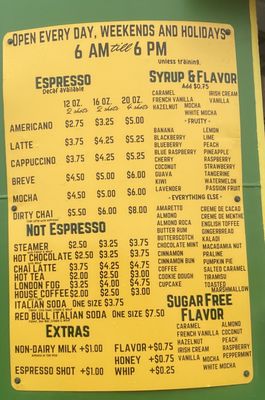 OPEN EVERY DAY, WEEKENDS AND HOLIDAYS
6 AM till 6 PM
unless training.
ESPRESSO
Decaf available
12 OZ. 16 OZ. 20 OZ.
2 shots 2 shots 4 shots
AMERICANO $2.75 $3.25 $5.00
LATTE $3.75 $4.25 $5.25
CAPPUCCINO $3.75 $4.25 $5.25
BREVE $4.50 $5.00 $6.00
MOCHA $4.50 $5.00 $6.00
DIRTY CHAI $5.50 $6.00 $8.00
NOT ESPRESSO
STEAMER $2.50 $3.25 $3.75
HOT CHOCOLATE $2.50 $3.25 $3.75
CHAI LATTE $3.75 $4.25 $4.75
HOT TEA $2.00 $2.50 $3.00
LONDON FOG $3.25 $4.00 $4.75
HOUSE COFFEE $2.00 $2.50 $3.00
ITALIAN SODA ONE SIZE $3.75
RED BULL ITALIAN SODA ONE SIZE $7.50
EXTRAS
NON-DAIRY MILK +$1.00 FLAVOR +$0.75
HONEY +$0.75
ESPRESSO SHOT +$1.00 WHIP +$0.25
SYRUP & FLAVOR
Add $0.75
CARAMEL IRISH CREAM
FRENCH VANILLA VANILLA
HAZELNUT MOCHA
WHITE MOCHA
- FRUITY -
BANANA LEMON
BLACKBERRY LIME
BLUEBERRY PEACH
BLUE RASPBERRY PINEAPPLE
CHERRY RASPBERRY
COCONUT STRAWBERRY
GUAVA TANGERINE
KIWI WATERMELON
LAVENDER PASSION FRUIT
- EVERYTHING ELSE -
AMARETTO CREME DE CACAO
ALMOND CREME DE MENTHE
ALMOND ROCA ENGLISH TOFFEE
BUTTER RUM GINGERBREAD
BUTTERSCOTCH KALADI
CHOCOLATE MINT MACADAMIA NUT
CINNAMON PRALINE
CINNAMON BUN PUMPKIN PIE
COFFEE SALTED CARAMEL
COOKIE DOUGH TIRAMISU
CUPCAKE TOASTED
MARSHMALLOW
SUGAR FREE
FLAVOR
CARAMEL ALMOND
FRENCH VANILLA COCONUT
HAZELNUT PEACH
IRISH CREAM RASPBERRY
VANILLA MOCHA PEPPERMINT
WHITE MOCHA